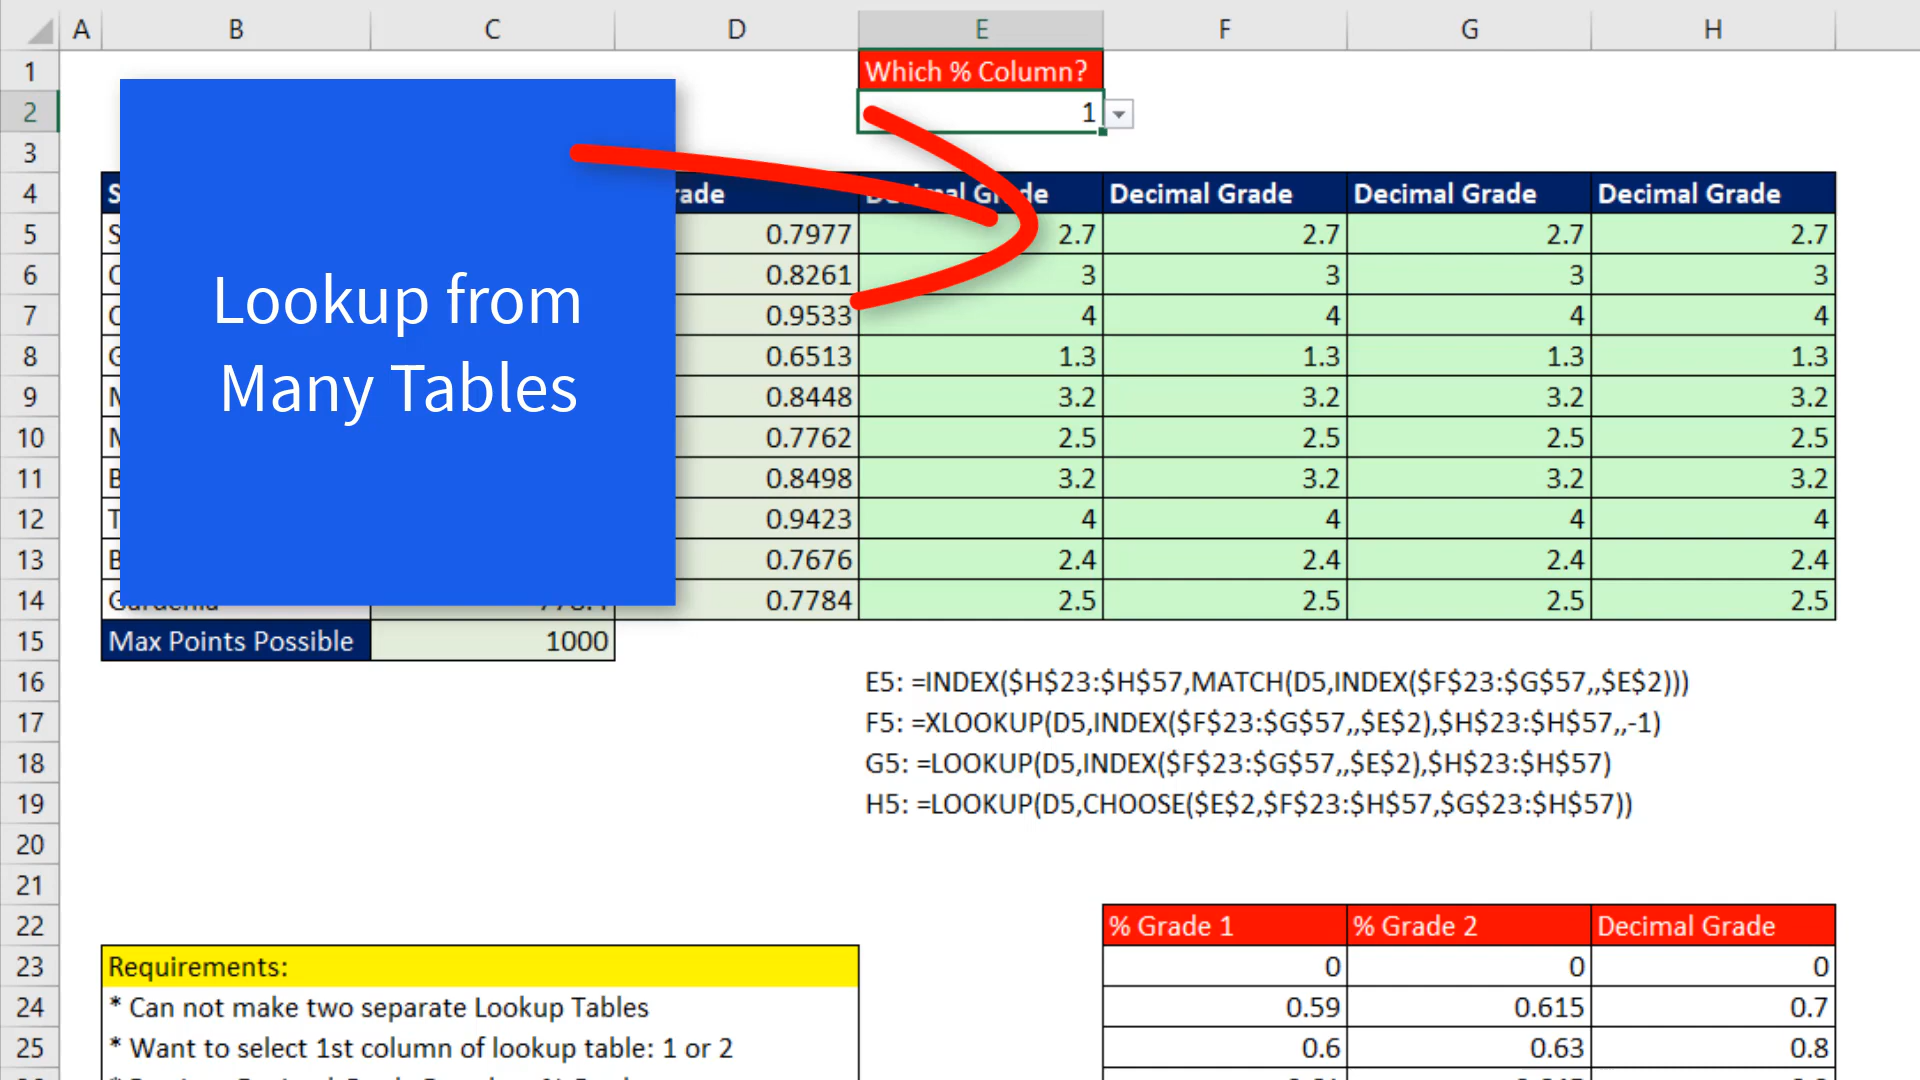 A B C D E F G H
1 Which % Column?
2 1
3
4 Decimal Grade Decimal Grade Decimal Grade
5 0.7977 2.7 2.7 2.7 2.7
6 0.8261 3 3 3 3
7 0.9533 4 4 4 4
8 0.6513 1.3 1.3 1.3 1.3
9 0.8448 3.2 3.2 3.2 3.2
10 0.7762 2.5 2.5 2.5 2.5
11 0.8498 3.2 3.2 3.2 3.2
12 0.9423 4 4 4 4
13 0.7676 2.4 2.4 2.4 2.4
14 0.7784 2.5 2.5 2.5 2.5
Lookup from
Many Tables
15 Max Points Possible 1000
16 E5: =INDEX($H$23:$H$57,MATCH(D5,INDEX($F$23:$G$57,,$E$2)))
17 F5: =XLOOKUP(D5,INDEX($F$23:$G$57,,$E$2),$H$23:$H$57,,-1)
18 G5: =LOOKUP(D5,INDEX($F$23:$G$57,,$E$2),$H$23:$H$57)
19 H5: =LOOKUP(D5,CHOOSE($E$2,$F$23:$H$57,$G$23:$H$57))
20
21
22 % Grade 1 % Grade 2 Decimal Grade
23 Requirements: 0 0 0
24 * Can not make two separate Lookup Tables 0.59 0.615 0.7
25 * Want to select 1st column of lookup table: 1 or 2 0.6 0.63 0.8